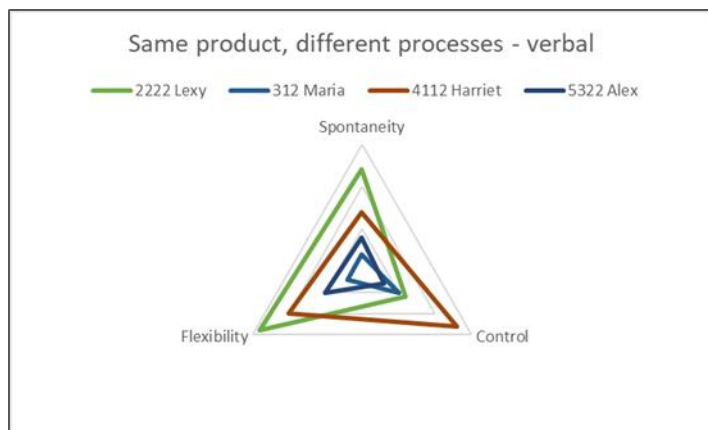 Same product, different processes - verbal
2222 Lexy 312 Maria 4112 Harriet 5322 Alex
Spontaneity
Flexibility Control